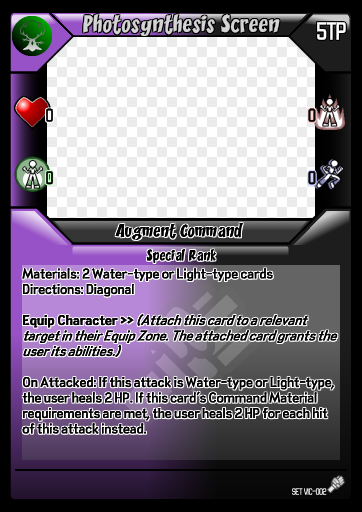 Photosynthesis Screen
5TP
0
0
0
0
Augment Command
Special Rank
Materials: 2 Water-type or Light-type cards
Directions: Diagonal
Equip Character >> (Attach this card to a relevant
target in their Equip Zone. The attached card grants the
user its abilities.)
On Attacked: If this attack is Water-type or Light-type,
the user heals 2 HP. If this card's Command Material
requirements are met, the user heals 2 HP for each hit
of this attack instead.
SET VIC-002